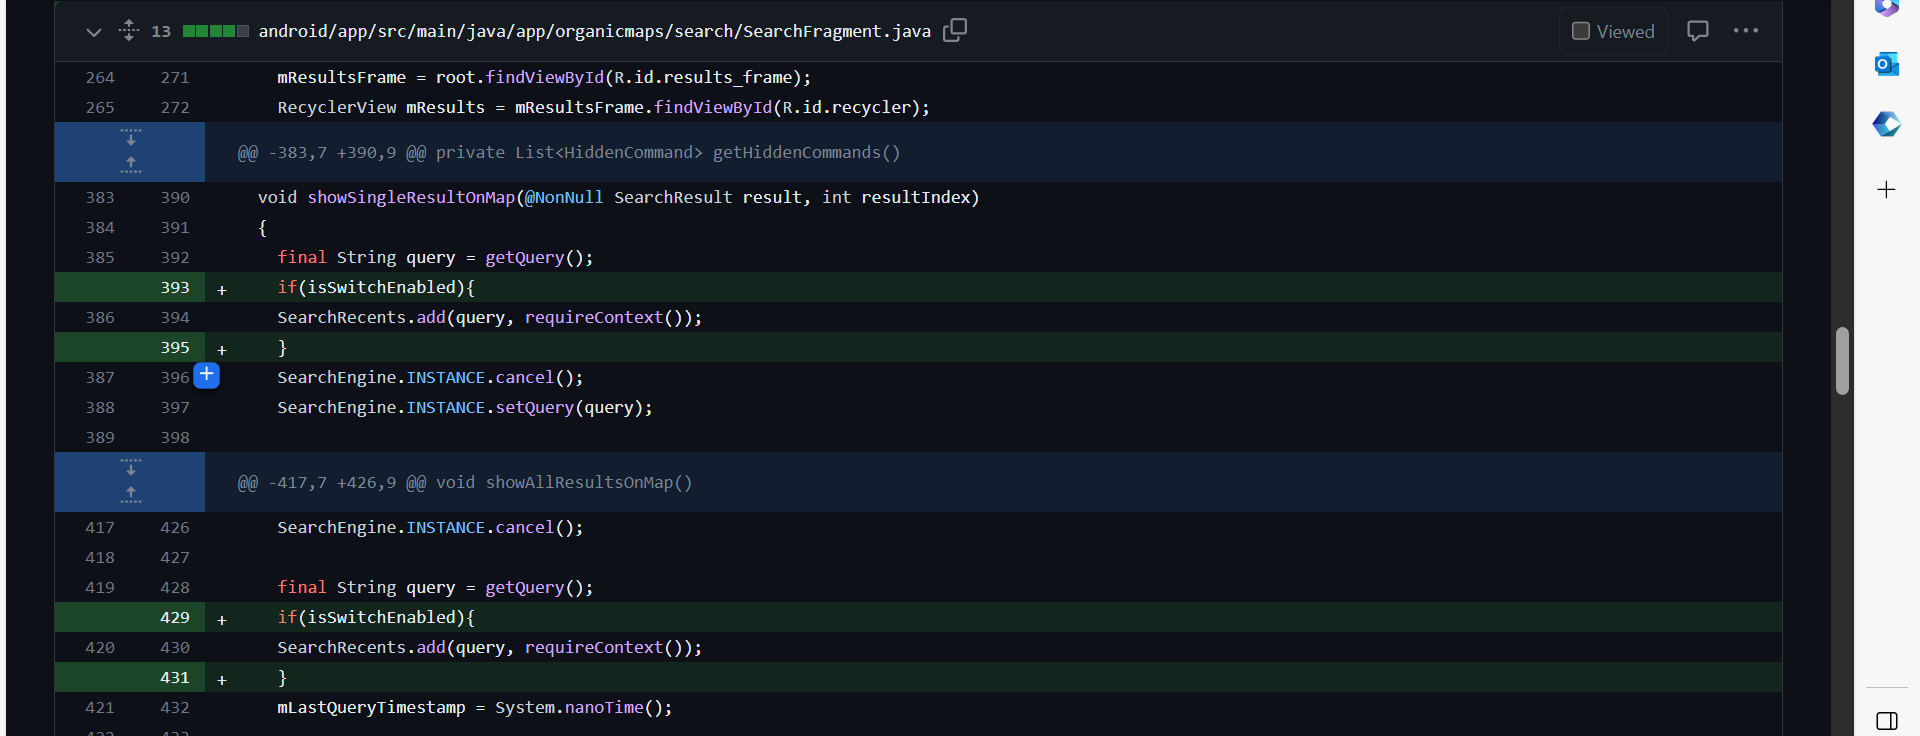 13 android/app/src/main/java/app/organicmaps/search/SearchFragment.java Viewed
264 271 mResultsFrame = root.findViewById(R.id.results_frame);
265 272 RecyclerView mResults = mResultsFrame.findViewById(R.id.recycler);
@@ -383,7 +390,9 @@ private List<HiddenCommand> getHiddenCommands()
383 390 void showSingleResultOnMap(@NonNull SearchResult result, int resultIndex)
384 391 {
385 392 final String query = getQuery();
393 + if(isSwitchEnabled){
386 394 SearchRecents.add(query, requireContext());
395 + }
387 396 SearchEngine.INSTANCE.cancel();
388 397 SearchEngine.INSTANCE.setQuery(query);
389 398
@@ -417,7 +426,9 @@ void showAllResultsOnMap()
417 426 SearchEngine.INSTANCE.cancel();
418 427
419 428 final String query = getQuery();
429 + if(isSwitchEnabled){
420 430 SearchRecents.add(query, requireContext());
431 + }
421 432 mLastQueryTimestamp = System.nanoTime();